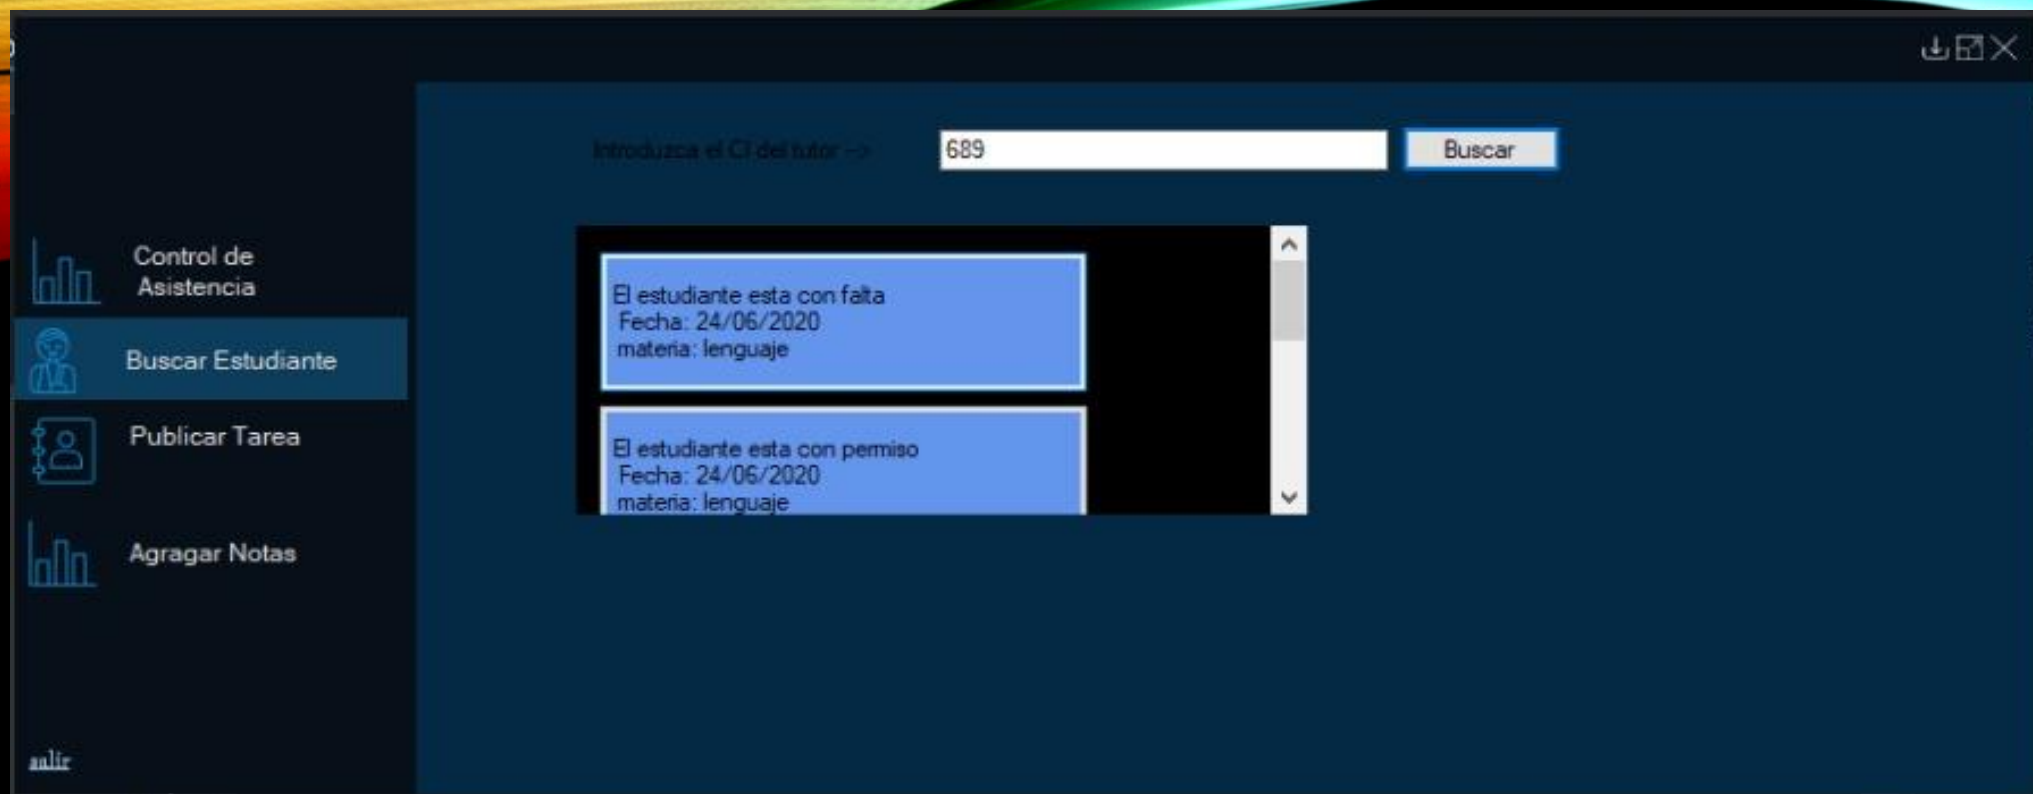 Introduzca el CI del tutor -->
689
Buscar
Control de
Asistencia
Buscar Estudiante
Publicar Tarea
Agragar Notas
salir
El estudiante esta con falta
Fecha: 24/06/2020
materia: lenguaje
El estudiante esta con permiso
Fecha: 24/06/2020
materia: lenguaje